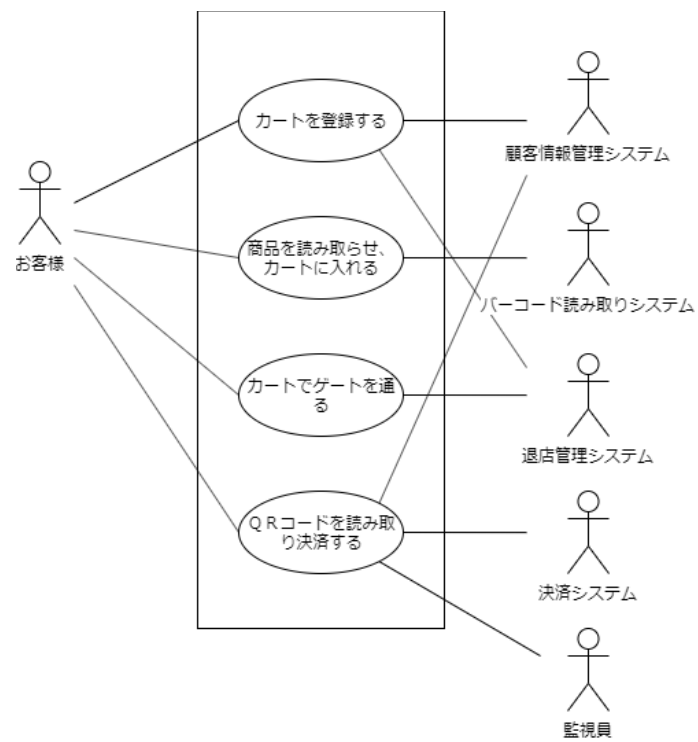 カートを登録する
顧客情報管理システム
お客様
商品を読み取らせ、
カートに入れる
バーコード読み取りシステム
カートでゲートを通
る
退店管理システム
ＱＲコードを読み取
り決済する
決済システム
監視員